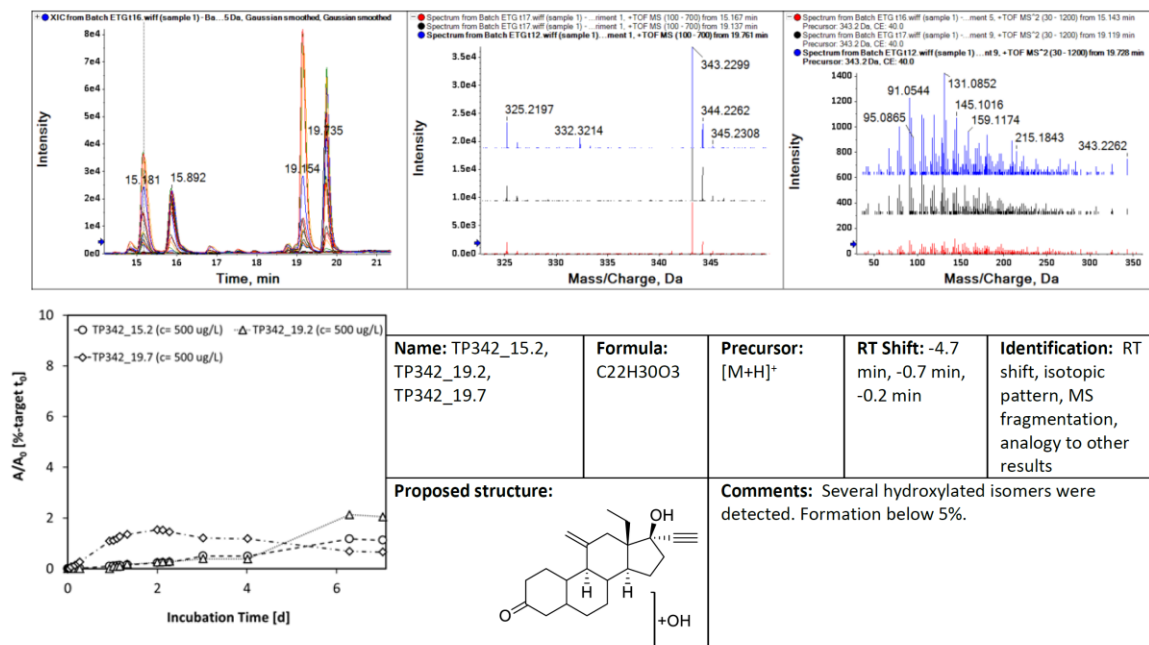 XIC from Batch ETG t16.wiff (sample 1) - Ba...5 Da, Gaussian smoothed, Gaussian smoothed
Intensity
8e4
7e4
6e4
5e4
4e4
3e4
2e4
1e4
0e0
15.181
15.892
19.154
19.735
15 16 17 18 19 20 21
Time, min
Spectrum from Batch ETG t17.wiff (sample 1) - ...riment 1, +TOF MS (100 - 700) from 15.167 min
Spectrum from Batch ETG t17.wiff (sample 1) - ...riment 1, +TOF MS (100 - 700) from 19.137 min
Spectrum from Batch ETG t12.wiff (sample 1)...ment 1, +TOF MS (100 - 700) from 19.761 min
Intensity
3.5e4
3.0e4
2.5e4
2.0e4
1.5e4
1.0e4
5.0e3
0.0e0
325.2197
332.3214
343.2299
344.2262
345.2308
325 330 335 340 345
Mass/Charge, Da
Spectrum from Batch ETG t16.wiff (sample 1) - ...ment 5, +TOF MS^2 (30 - 1200) from 15.143 min
Precursor: 343.2 Da, CE: 40.0
Spectrum from Batch ETG t17.wiff (sample 1) - ...ment 9, +TOF MS^2 (30 - 1200) from 19.119 min
Precursor: 343.2 Da, CE: 40.0
Spectrum from Batch ETG t12.wiff (sample 1)...nt 9, +TOF MS^2 (30 - 1200) from 19.728 min
Precursor: 343.2 Da, CE: 40.0
Intensity
1400
1200
1000
800
600
400
200
0
95.0865
91.0544
131.0852
145.1016
159.1174
215.1843
343.2262
50 100 150 200 250 300 350
Mass/Charge, Da
A/A0 [%-target t0]
10
8
6
4
2
0
TP342_15.2 (c= 500 ug/L)
TP342_19.2 (c= 500 ug/L)
TP342_19.7 (c= 500 ug/L)
0 2 4 6
Incubation Time [d]
Name: TP342_15.2,
TP342_19.2,
TP342_19.7
Formula:
C22H30O3
Precursor:
[M+H]+
RT Shift: -4.7
min, -0.7 min,
-0.2 min
Identification: RT
shift, isotopic
pattern, MS
fragmentation,
analogy to other
results
Proposed structure:
OH
H
H
O
+OH
Comments: Several hydroxylated isomers were
detected. Formation below 5%.